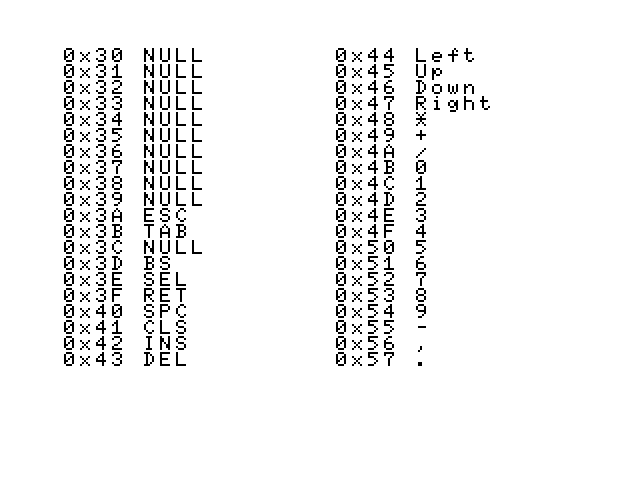 0x30 NULL
0x31 NULL
0x32 NULL
0x33 NULL
0x34 NULL
0x35 NULL
0x36 NULL
0x37 NULL
0x38 NULL
0x39 NULL
0x3A ESC
0x3B TAB
0x3C NULL
0x3D BS
0x3E SEL
0x3F RET
0x40 SPC
0x41 CLS
0x42 INS
0x43 DEL
0x44 Left
0x45 Up
0x46 Down
0x47 Right
0x48 *
0x49 +
0x4A /
0x4B 0
0x4C 1
0x4D 2
0x4E 3
0x4F 4
0x50 5
0x51 6
0x52 7
0x53 8
0x54 9
0x55 -
0x56 ,
0x57 .